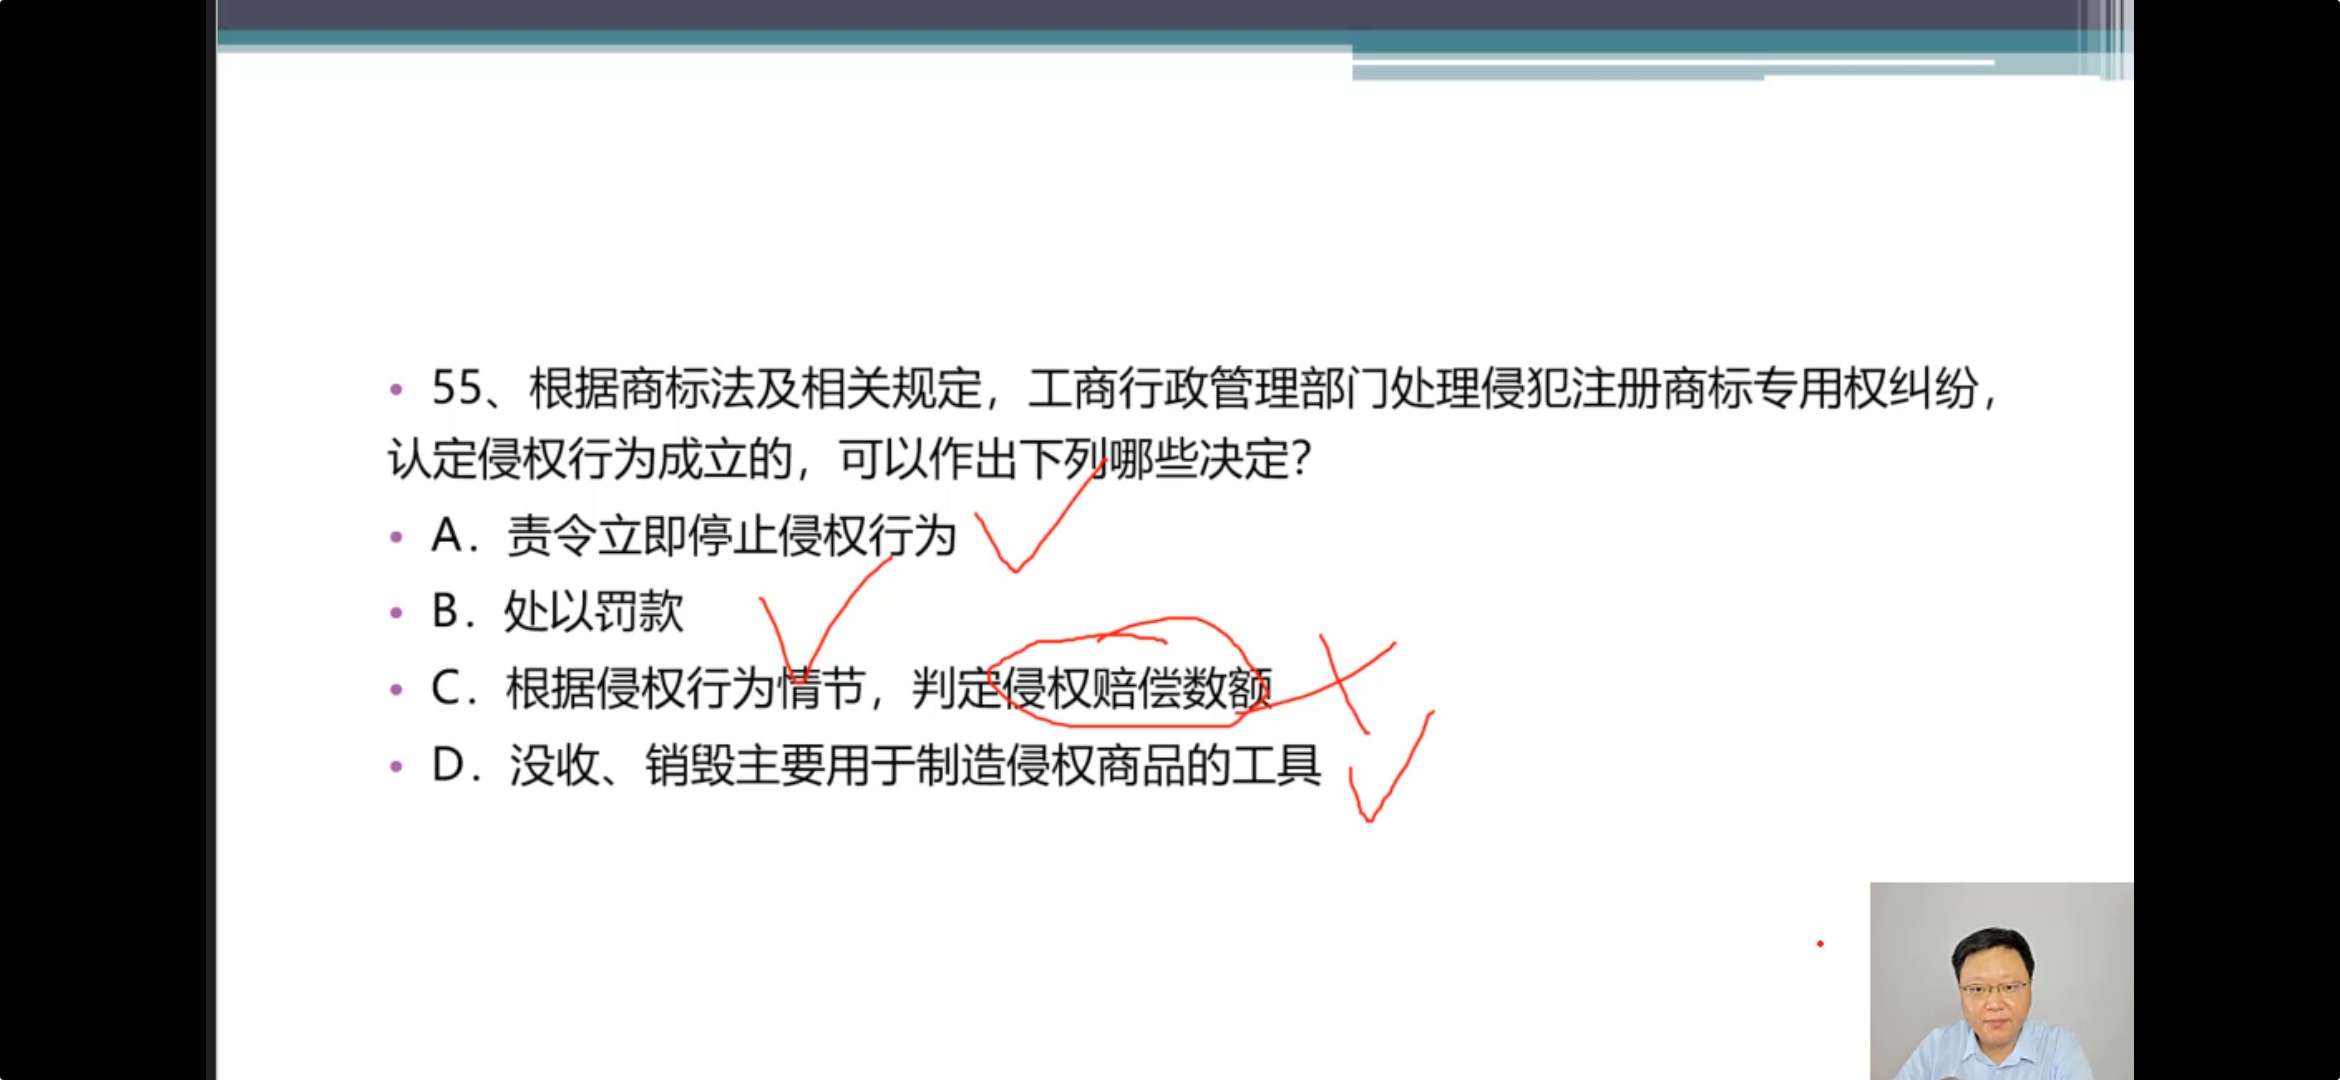 • 55、根据商标法及相关规定，工商行政管理部门处理侵犯注册商标专用权纠纷，
认定侵权行为成立的，可以作出下列哪些决定？
• A．责令立即停止侵权行为
• B．处以罚款
• C．根据侵权行为情节，判定侵权赔偿数额
• D．没收、销毁主要用于制造侵权商品的工具